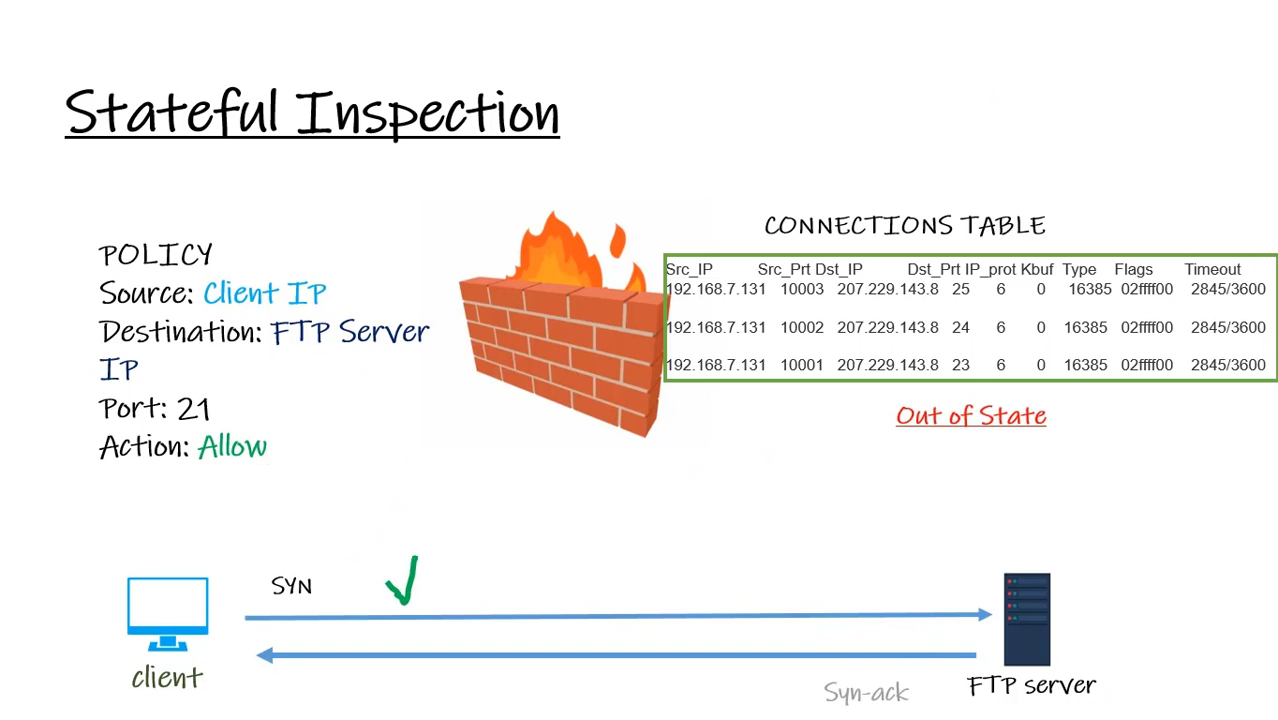 Stateful Inspection
POLICY
Source: Client IP
Destination: FTP Server
IP
Port: 21
Action: Allow
CONNECTIONS TABLE
Src_IP Src_Prt Dst_IP Dst_Prt IP_prot Kbuf Type Flags Timeout
192.168.7.131 10003 207.229.143.8 25 6 0 16385 02ffff00 2845/3600
192.168.7.131 10002 207.229.143.8 24 6 0 16385 02ffff00 2845/3600
192.168.7.131 10001 207.229.143.8 23 6 0 16385 02ffff00 2845/3600
Out of State
SYN
client
Syn-ack
FTP server